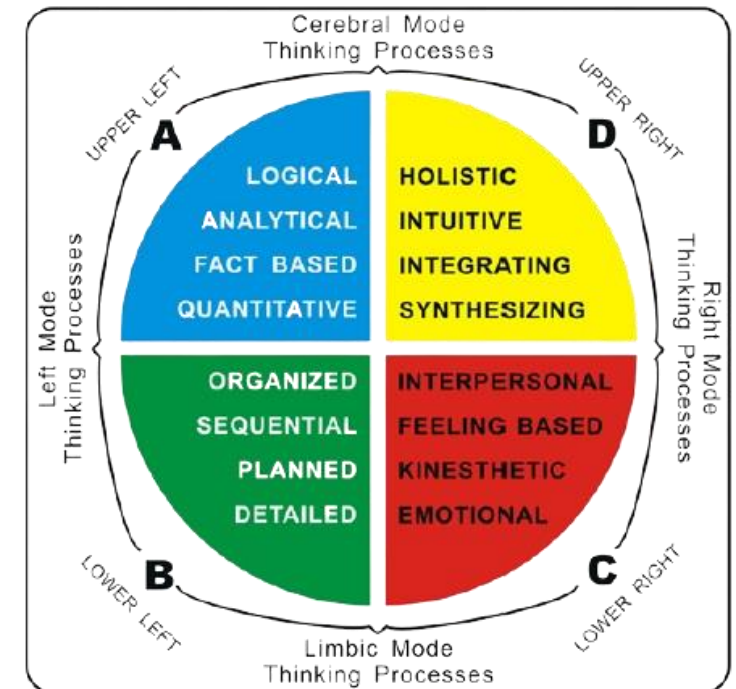 Cerebral Mode
Thinking Processes
UPPER LEFT
A
UPPER RIGHT
D
LOGICAL
ANALYTICAL
FACT BASED
QUANTITATIVE
HOLISTIC
INTUITIVE
INTEGRATING
SYNTHESIZING
Left Mode
Thinking Processes
Right Mode
Thinking Processes
ORGANIZED
SEQUENTIAL
PLANNED
DETAILED
INTERPERSONAL
FEELING BASED
KINESTHETIC
EMOTIONAL
B
LOWER LEFT
C
LOWER RIGHT
Limbic Mode
Thinking Processes